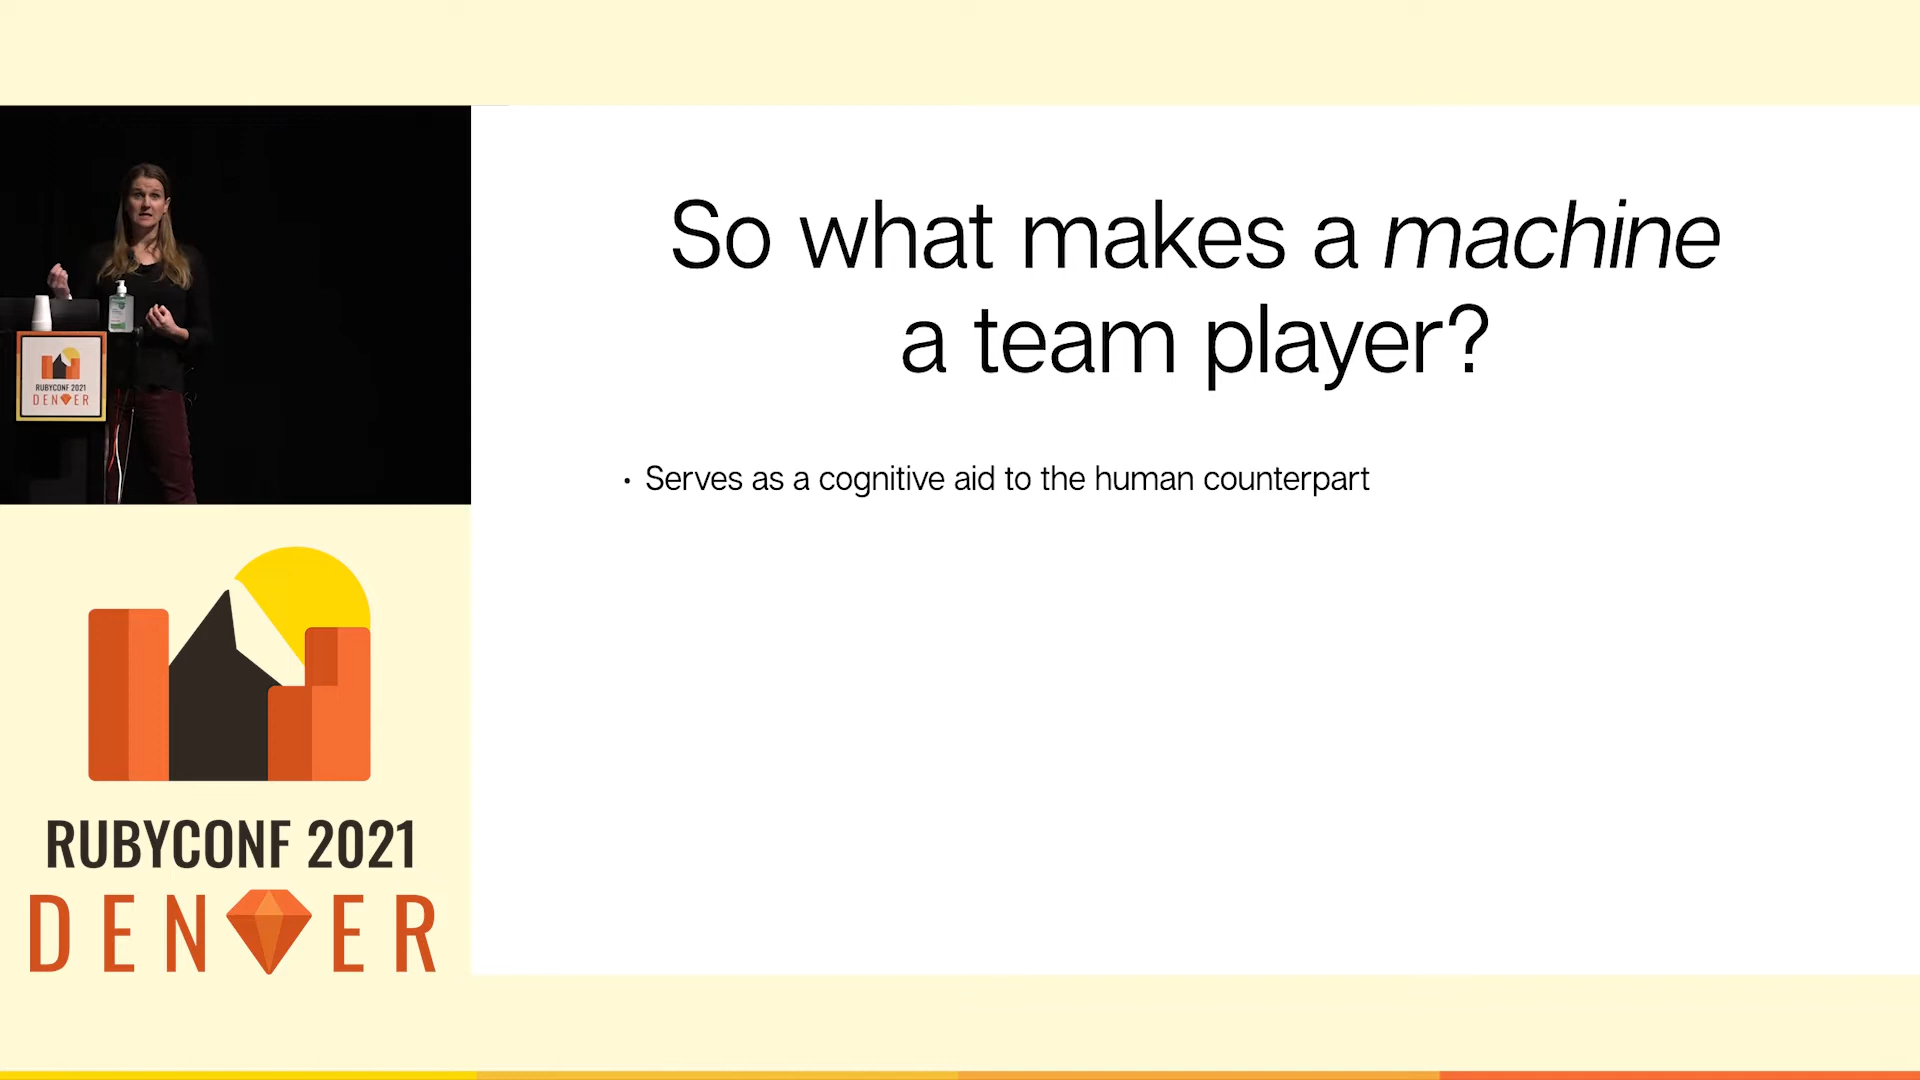 So what makes a machine
a team player?
• Serves as a cognitive aid to the human counterpart
RUBYCONF 2021
DENVER
RUBYCONF 2021
DENVER